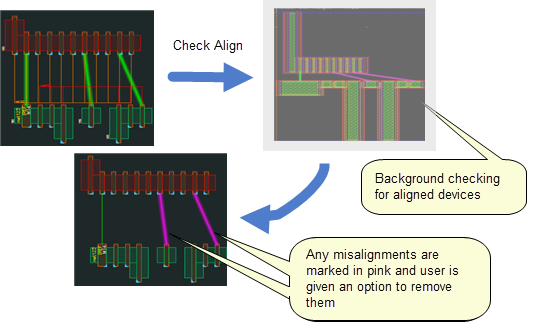 Check Align
Background checking
for aligned devices
Any misalignments are
marked in pink and user is
given an option to remove
them